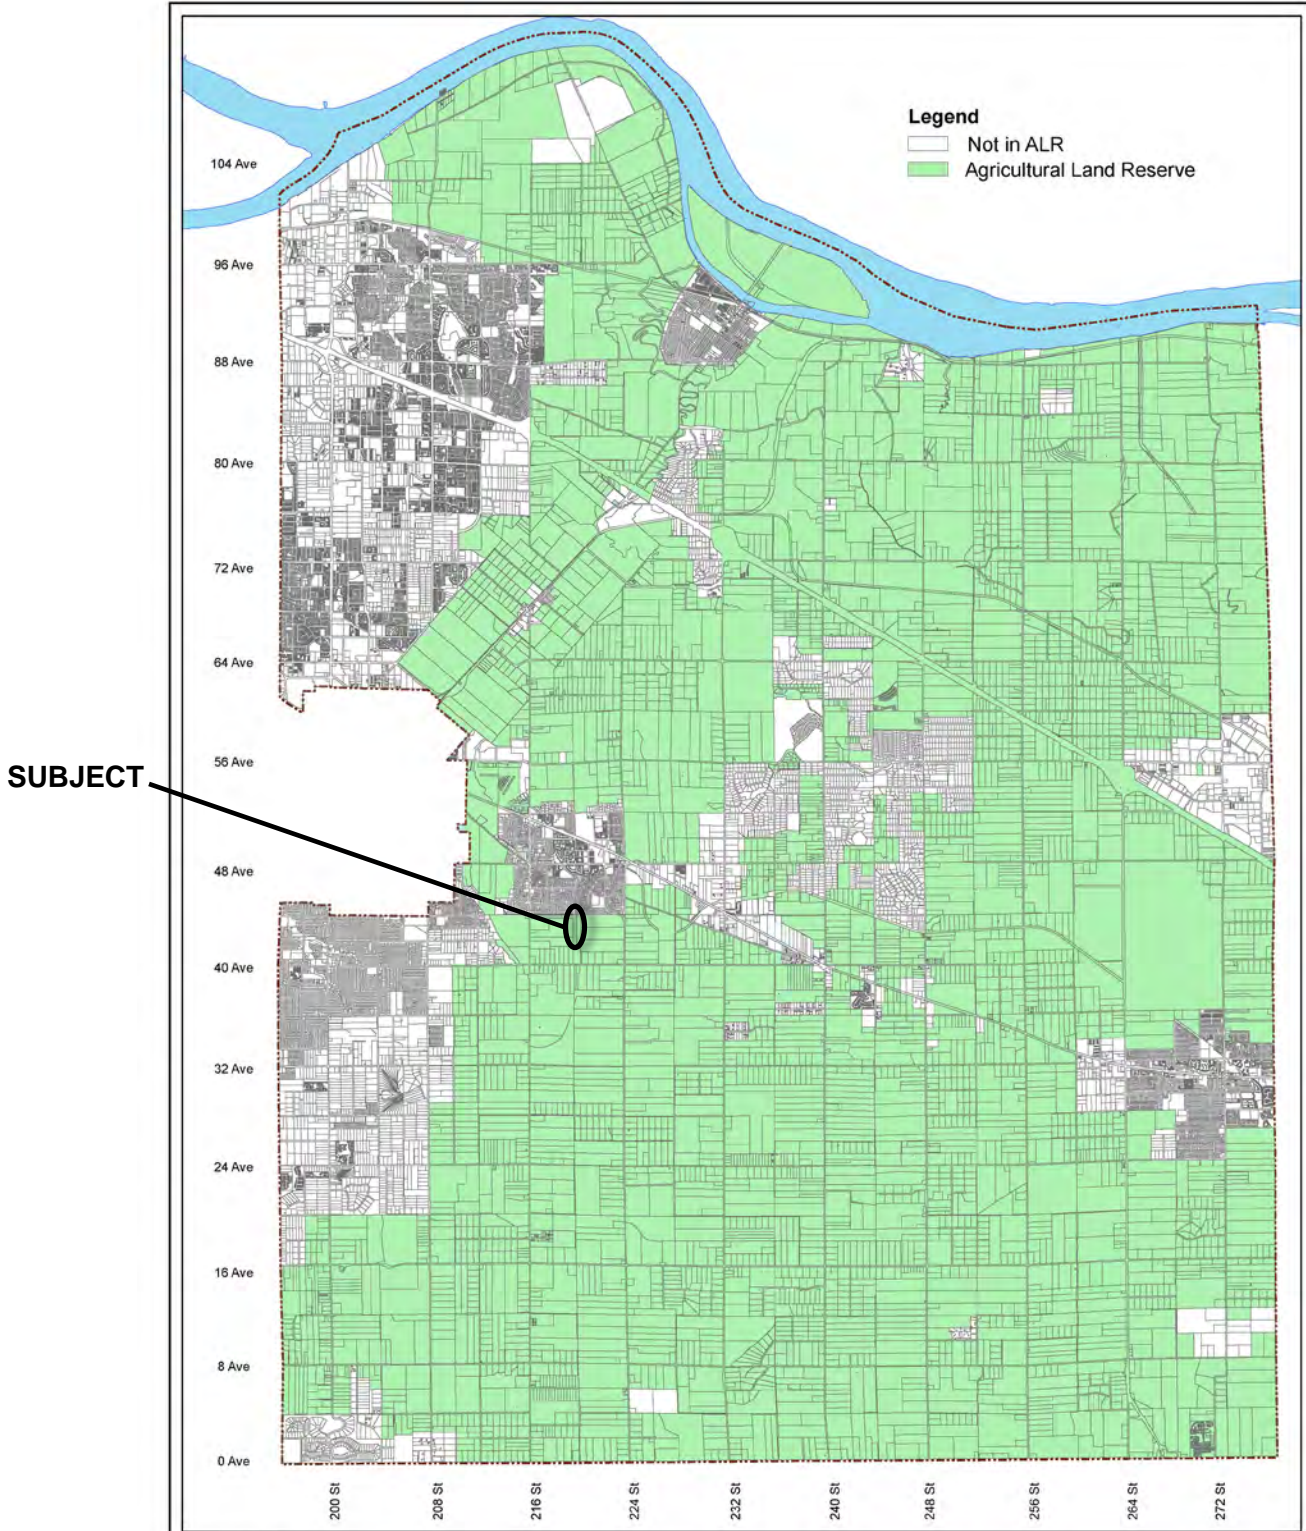 Legend
Not in ALR
Agricultural Land Reserve
104 Ave
96 Ave
88 Ave
80 Ave
72 Ave
64 Ave
56 Ave
SUBJECT
48 Ave
40 Ave
32 Ave
24 Ave
16 Ave
8 Ave
0 Ave
200 St
208 St
216 St
224 St
232 St
240 St
248 St
256 St
264 St
272 St